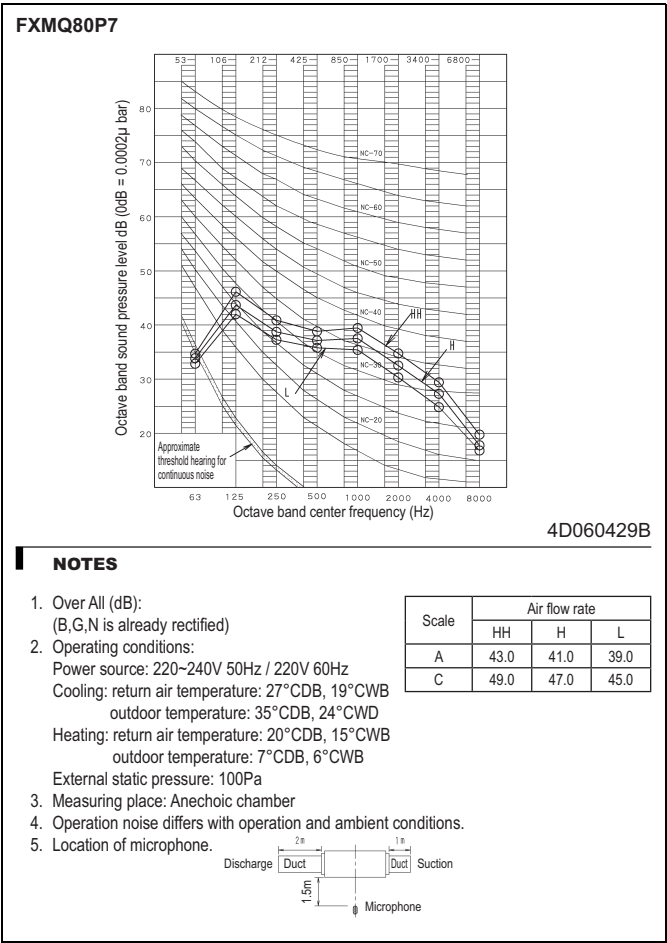 FXMQ80P7
53 106 212 425 850 1700 3400 6800
Octave band sound pressure level dB (0dB = 0.0002µ bar)
80
70
60
50
40
30
20
NC-70
NC-60
NC-50
NC-40
NC-30
NC-20
HH
H
L
Approximate
threshold hearing for
continuous noise
63 125 250 500 1000 2000 4000 8000
Octave band center frequency (Hz)
4D060429B
NOTES
1. Over All (dB):
(B,G,N is already rectified)
2. Operating conditions:
Power source: 220~240V 50Hz / 220V 60Hz
Cooling: return air temperature: 27°CDB, 19°CWB
outdoor temperature: 35°CDB, 24°CWD
Heating: return air temperature: 20°CDB, 15°CWB
outdoor temperature: 7°CDB, 6°CWB
External static pressure: 100Pa
3. Measuring place: Anechoic chamber
4. Operation noise differs with operation and ambient conditions.
5. Location of microphone.
Scale Air flow rate
HH H L
A 43.0 41.0 39.0
C 49.0 47.0 45.0
2m 1m
Discharge Duct Duct Suction
1.5m
Microphone